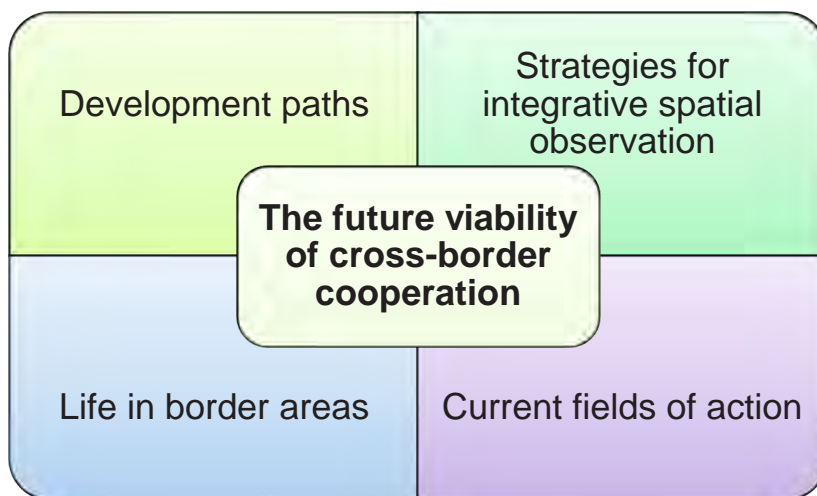 Development paths
Strategies for
integrative spatial
observation
The future viability
of cross-border
cooperation
Life in border areas
Current fields of action